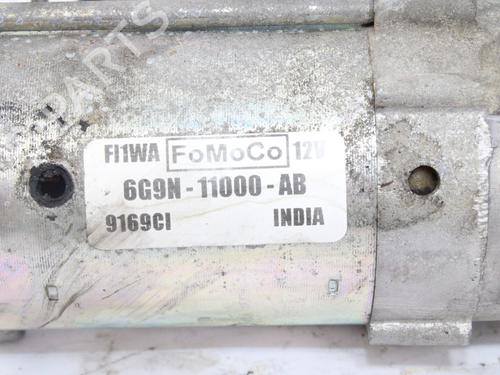 FI1WA FoMoCo 12V
6G9N-11000-AB
9169CI INDIA
PARTS